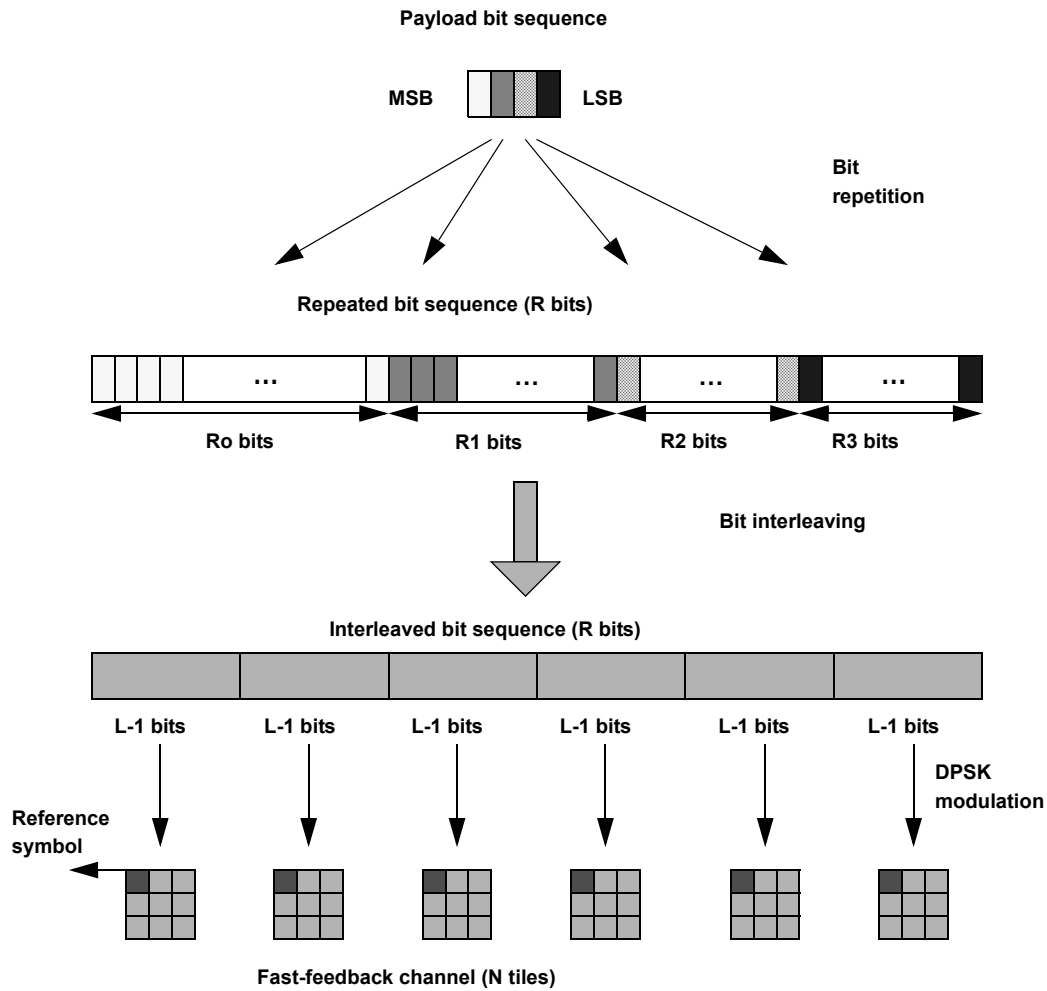 Payload bit sequence
MSB LSB
Bit
repetition
Repeated bit sequence (R bits)
... ... ... ...
Ro bits R1 bits R2 bits R3 bits
Bit interleaving
Interleaved bit sequence (R bits)
L-1 bits L-1 bits L-1 bits L-1 bits L-1 bits L-1 bits
DPSK
modulation
Reference
symbol
Fast-feedback channel (N tiles)